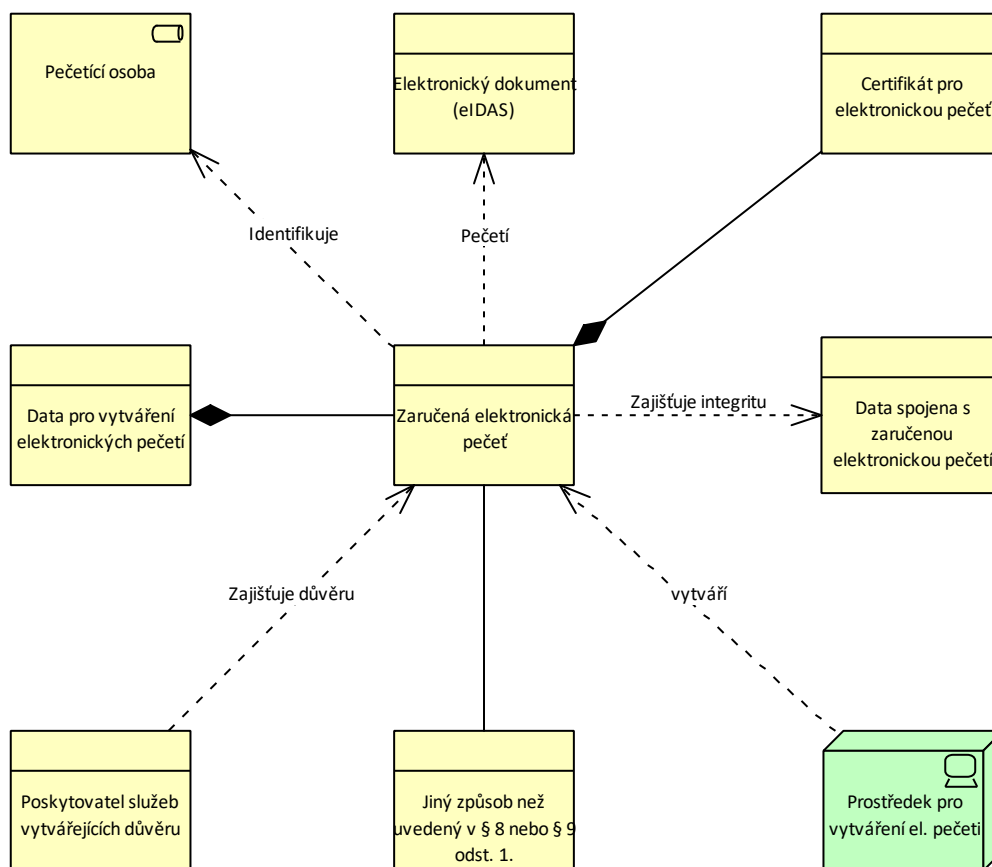 Pečetící osoba
Elektronický dokument
(eIDAS)
Certifikát pro
elektronickou pečeť
Identifikuje
Pečetí
Data pro vytváření
elektronických pečetí
Zaručená elektronická
pečeť
Zajišťuje integritu
Data spojena s
zaručenou
elektronickou pečetí
Zajišťuje důvěru
vytváří
Poskytovatel služeb
vytvářejících důvěru
Jiný způsob než
uvedený v § 8 nebo § 9
odst. 1.
Prostředek pro
vytváření el. pečeti